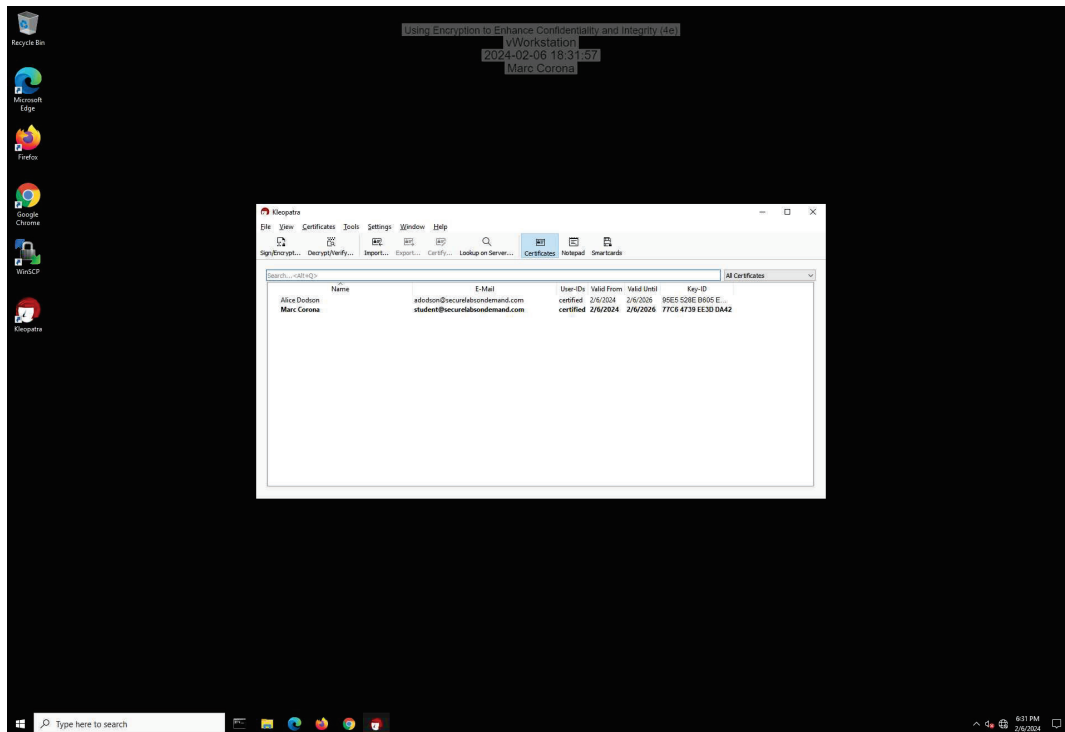 Using Encryption to Enhance Confidentiality and Integrity (4e)
vWorkstation
2024-02-06 18:31:57
Marc Corona
Recycle Bin
Microsoft
Edge
Firefox
Google
Chrome
WinSCP
Kleopatra
Kleopatra
File View Certificates Tools Settings Window Help
Sign/Encrypt... Decrypt/Verify... Import... Export... Certify... Lookup on Server... Certificates Notepad Smartcards
Search...<Alt+Q> All Certificates
Name E-Mail User-IDs Valid From Valid Until Key-ID
Alice Dodson adodson@securelabsondemand.com certified 2/6/2024 2/6/2026 95E5 528E B605 E...
Marc Corona student@securelabsondemand.com certified 2/6/2024 2/6/2026 77C6 4739 EE3D DA42
Type here to search
6:31 PM
2/6/2024